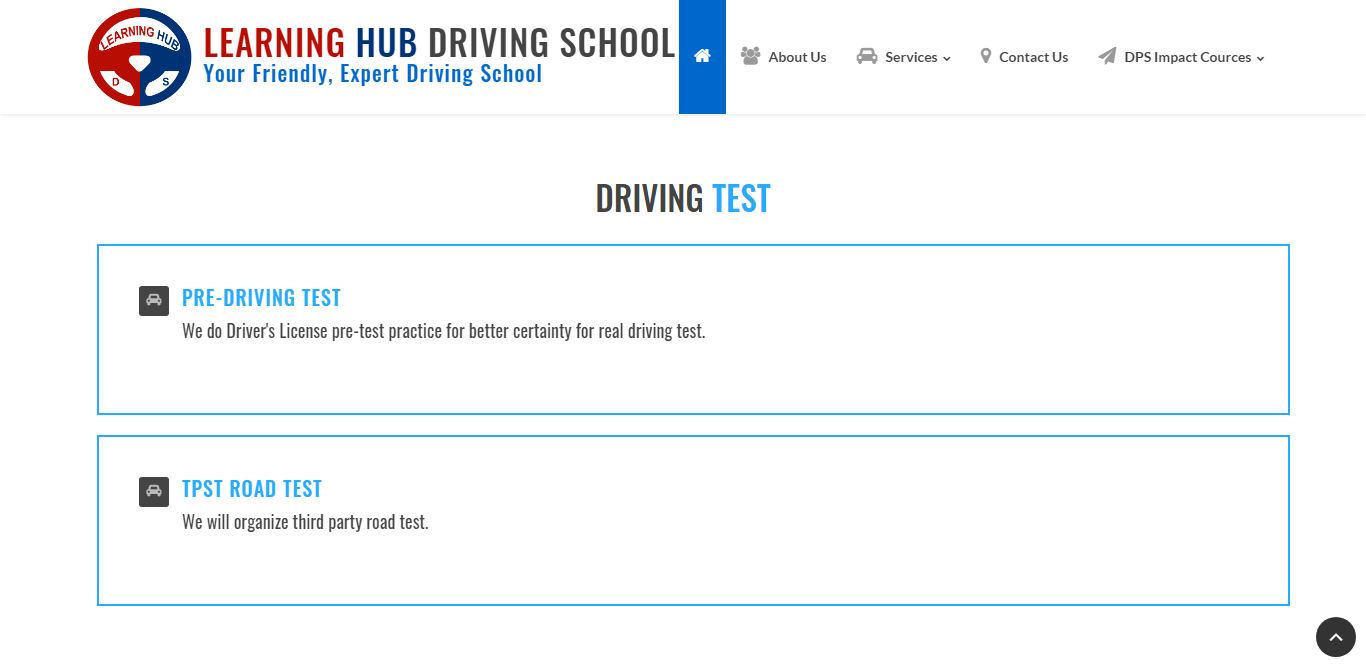 LEARNING HUB
D S
LEARNING HUB DRIVING SCHOOL
Your Friendly, Expert Driving School
About Us
Services
Contact Us
DPS Impact Cources
DRIVING TEST
PRE-DRIVING TEST
We do Driver's License pre-test practice for better certainty for real driving test.
TPST ROAD TEST
We will organize third party road test.